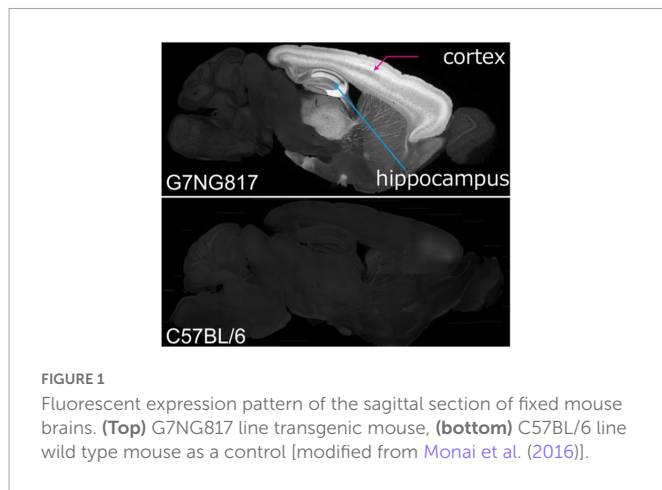 cortex
hippocampus
G7NG817
C57BL/6
FIGURE 1
Fluorescent expression pattern of the sagittal section of fixed mouse
brains. (Top) G7NG817 line transgenic mouse, (bottom) C57BL/6 line
wild type mouse as a control [modified from Monai et al. (2016)].